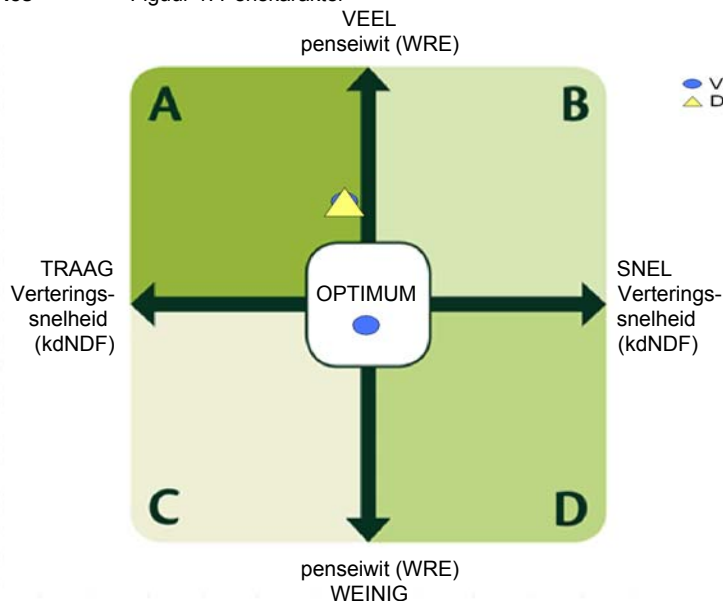 VEEL
penseiwit (WRE)
A
B
V
D
TRAAG
Verterings-
snelheid
(kdNDF)
OPTIMUM
SNEL
Verterings-
snelheid
(kdNDF)
C
D
penseiwit (WRE)
WEINIG